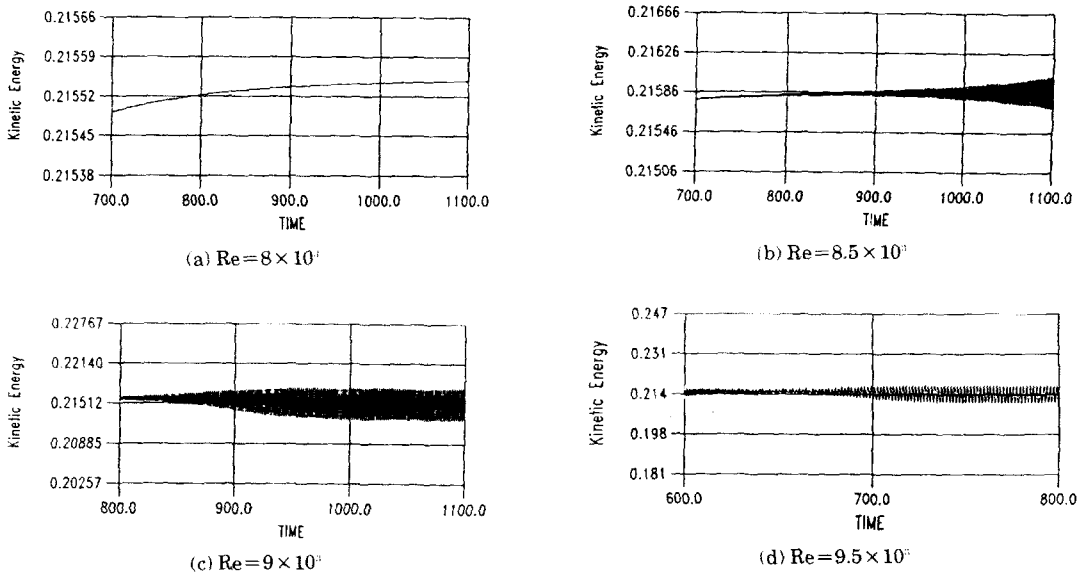 0.21566
0.21559
0.21552
0.21545
0.21538
Kinetic Energy
700.0 800.0 900.0 1000.0 1100.0
TIME
(a) Re=8×10³
0.21666
0.21626
0.21586
0.21546
0.21506
Kinetic Energy
700.0 800.0 900.0 1000.0 1100.0
TIME
(b) Re=8.5×10³
0.22767
0.22140
0.21512
0.20885
0.20257
Kinetic Energy
800.0 900.0 1000.0 1100.0
TIME
(c) Re=9×10³
0.247
0.231
0.214
0.198
0.181
Kinetic Energy
600.0 700.0 800.0
TIME
(d) Re=9.5×10³